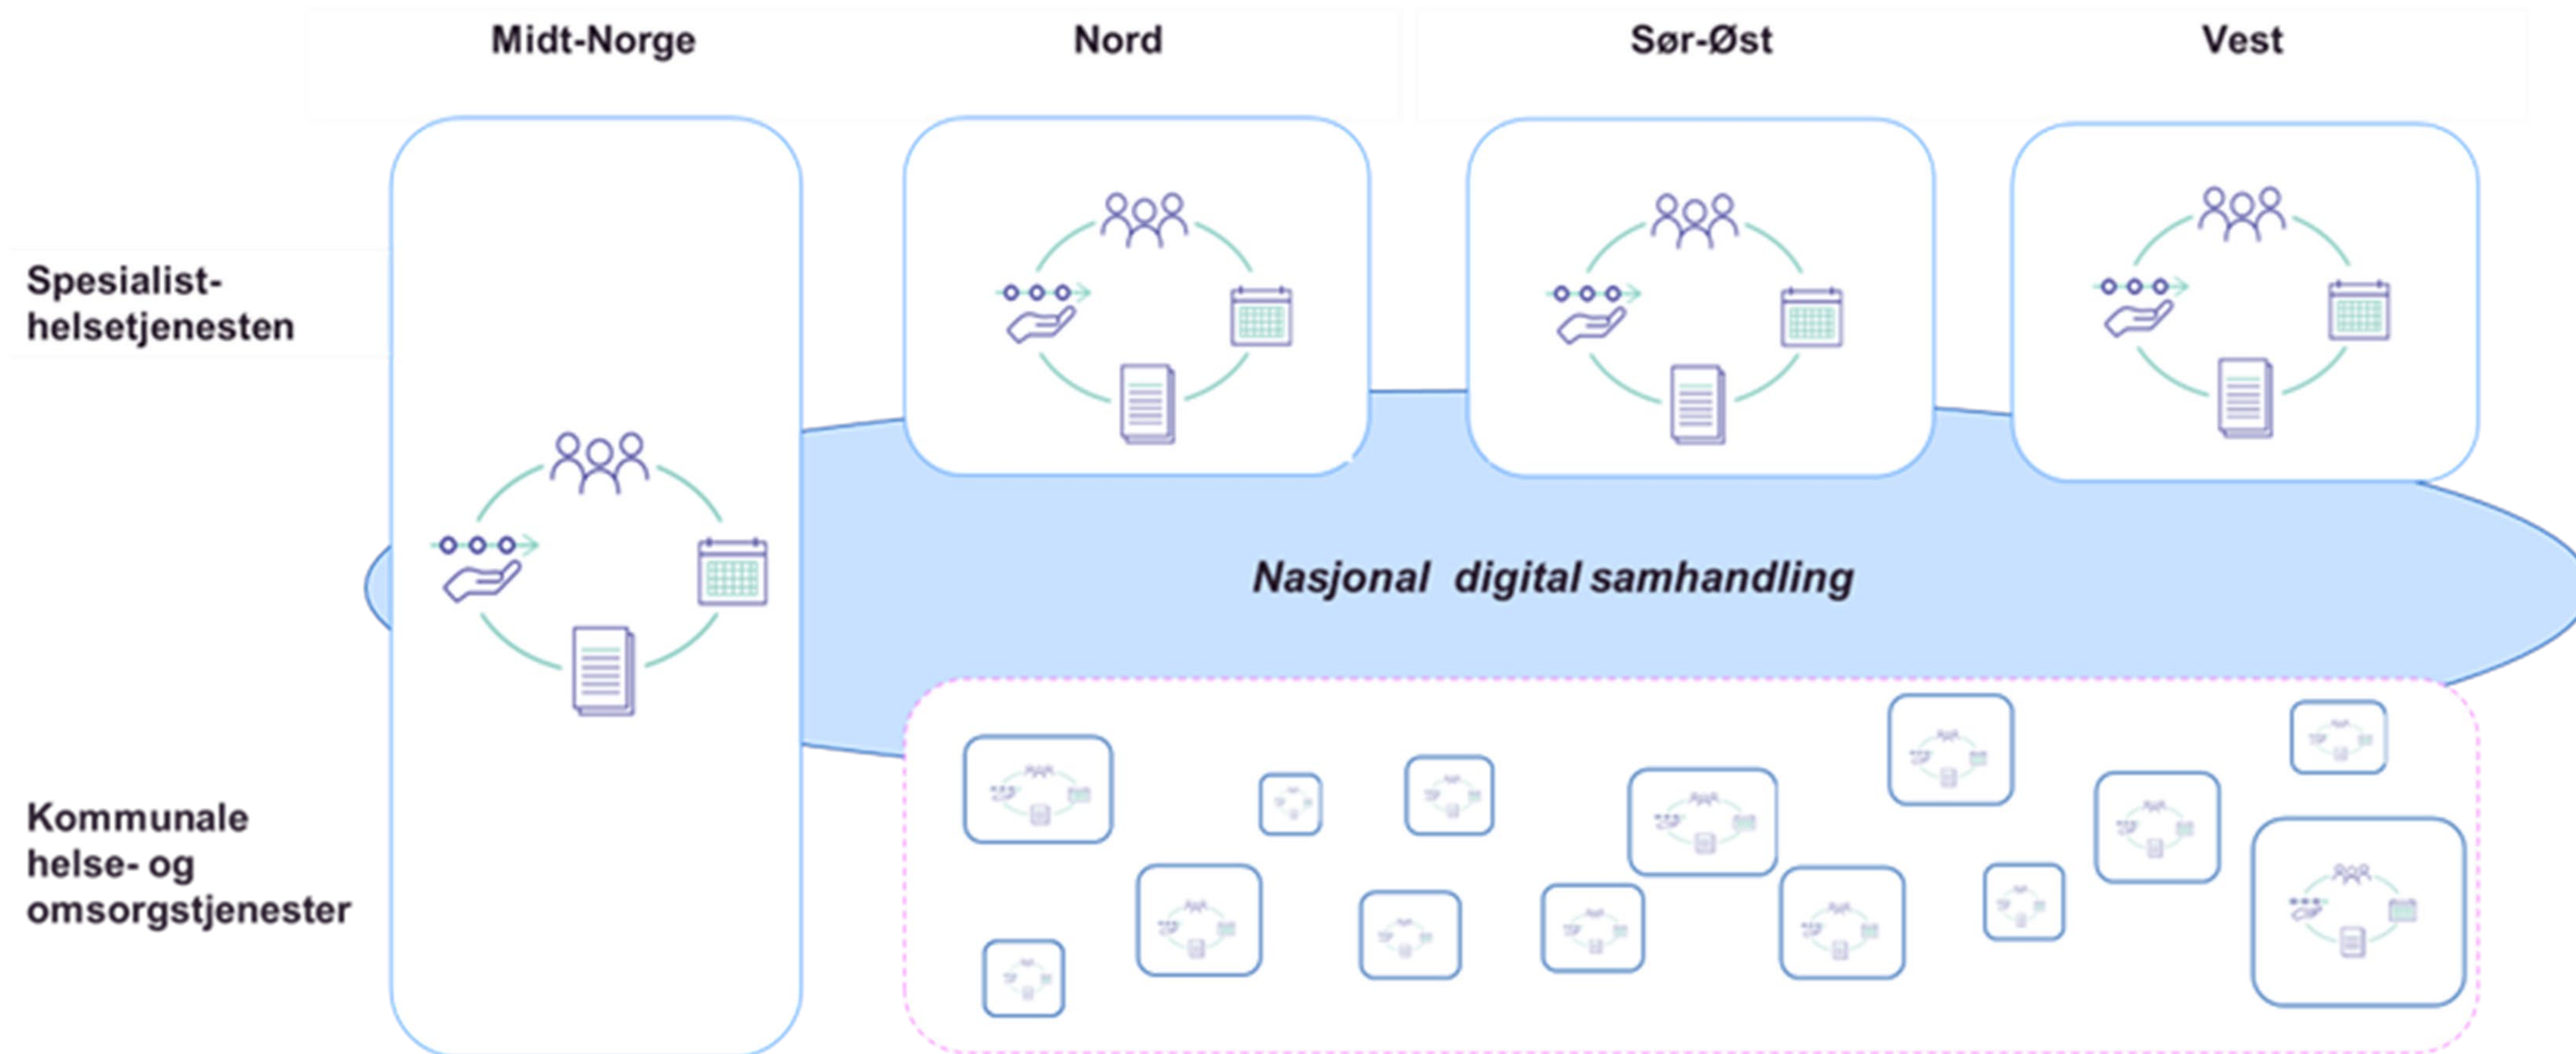 Midt-Norge
Nord
Sør-Øst
Vest
Spesialist-
helsetjenesten
Nasjonal digital samhandling
Kommunale
helse- og
omsorgstjenester